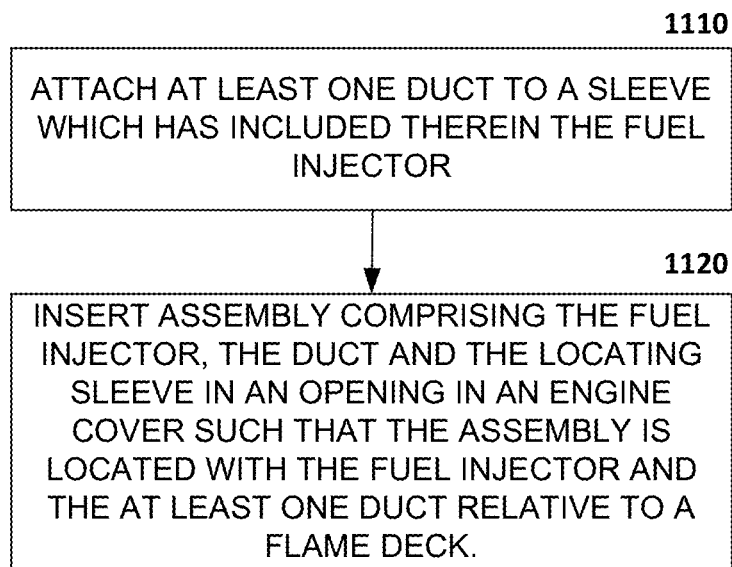 1110
ATTACH AT LEAST ONE DUCT TO A SLEEVE
WHICH HAS INCLUDED THEREIN THE FUEL
INJECTOR
1120
INSERT ASSEMBLY COMPRISING THE FUEL
INJECTOR, THE DUCT AND THE LOCATING
SLEEVE IN AN OPENING IN AN ENGINE
COVER SUCH THAT THE ASSEMBLY IS
LOCATED WITH THE FUEL INJECTOR AND
THE AT LEAST ONE DUCT RELATIVE TO A
FLAME DECK.